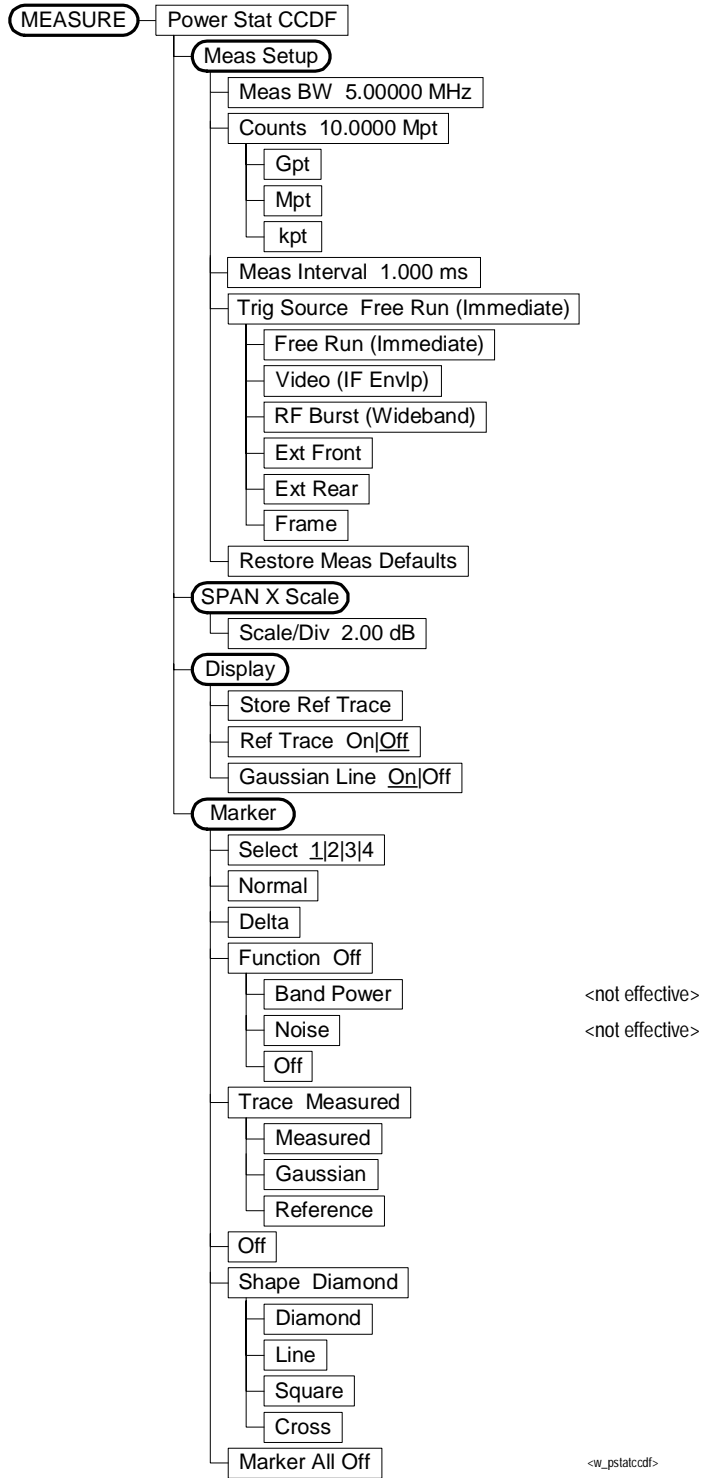 MEASURE Power Stat CCDF
Meas Setup
Meas BW 5.00000 MHz
Counts 10.0000 Mpt
Gpt
Mpt
kpt
Meas Interval 1.000 ms
Trig Source Free Run (Immediate)
Free Run (Immediate)
Video (IF Envlp)
RF Burst (Wideband)
Ext Front
Ext Rear
Frame
Restore Meas Defaults
SPAN X Scale
Scale/Div 2.00 dB
Display
Store Ref Trace
Ref Trace On|Off
Gaussian Line On|Off
Marker
Select 1|2|3|4
Normal
Delta
Function Off
Band Power <not effective>
Noise <not effective>
Off
Trace Measured
Measured
Gaussian
Reference
Off
Shape Diamond
Diamond
Line
Square
Cross
Marker All Off <w_pstatccdf>